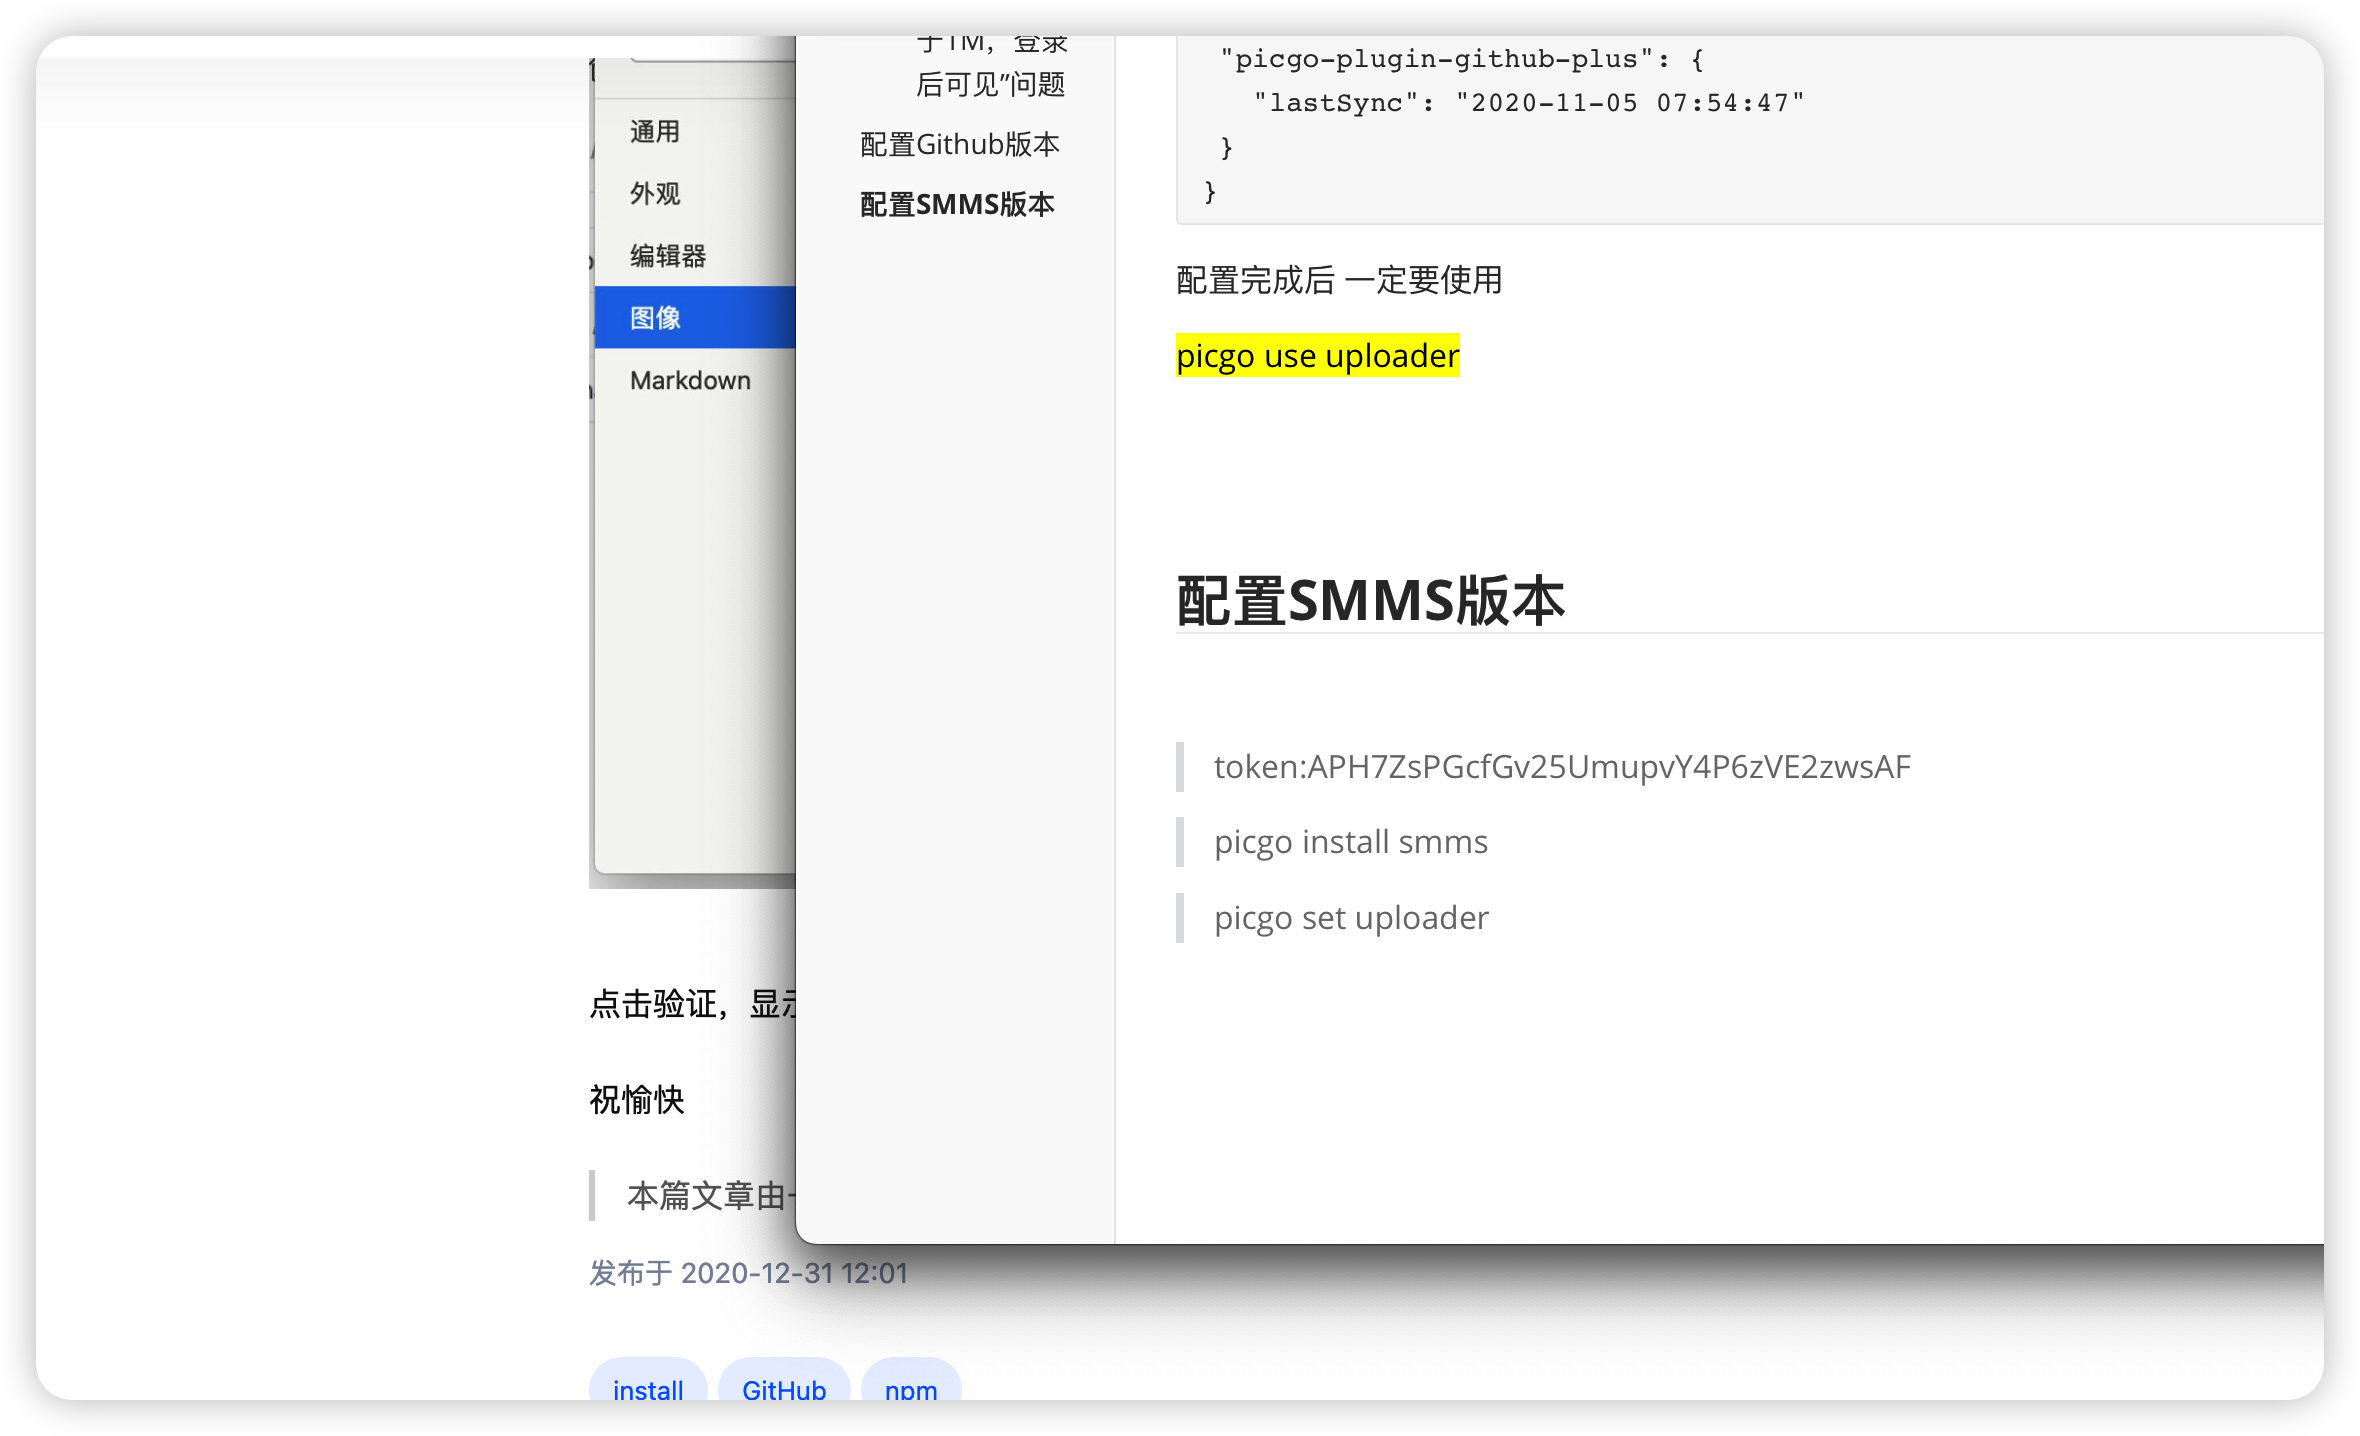 通用
外观
编辑器
图像
Markdown
点击验证，显示
祝愉快
本篇文章由
发布于 2020-12-31 12:01
install
GitHub
npm
于TM，登录
后可见”问题
配置Github版本
配置SMMS版本
"picgo-plugin-github-plus": {
"lastSync": "2020-11-05 07:54:47"
}
}
配置完成后 一定要使用
picgo use uploader
配置SMMS版本
token:APH7ZsPGcfGv25UmupvY4P6zVE2zwsAF
picgo install smms
picgo set uploader